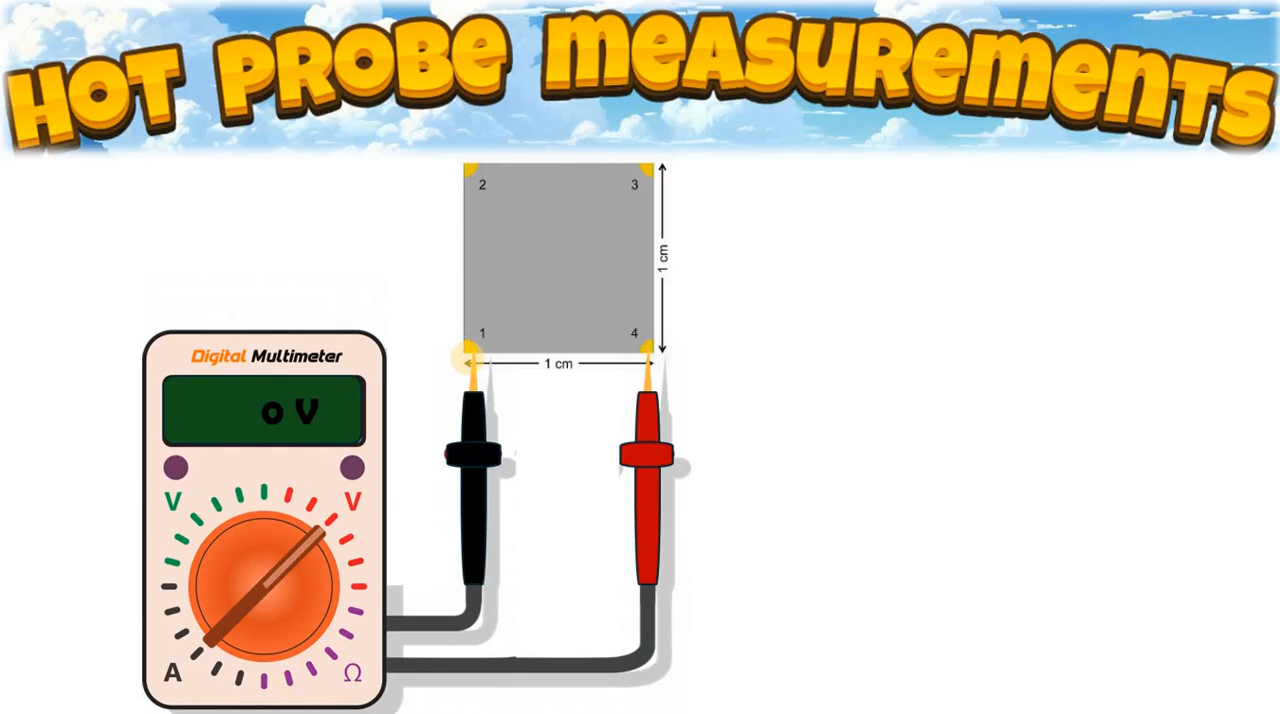 HOT PROBE MEASUREMENTS
2 3
1 cm
1 4
1 cm
Digital Multimeter
0 V
V V
A Ω